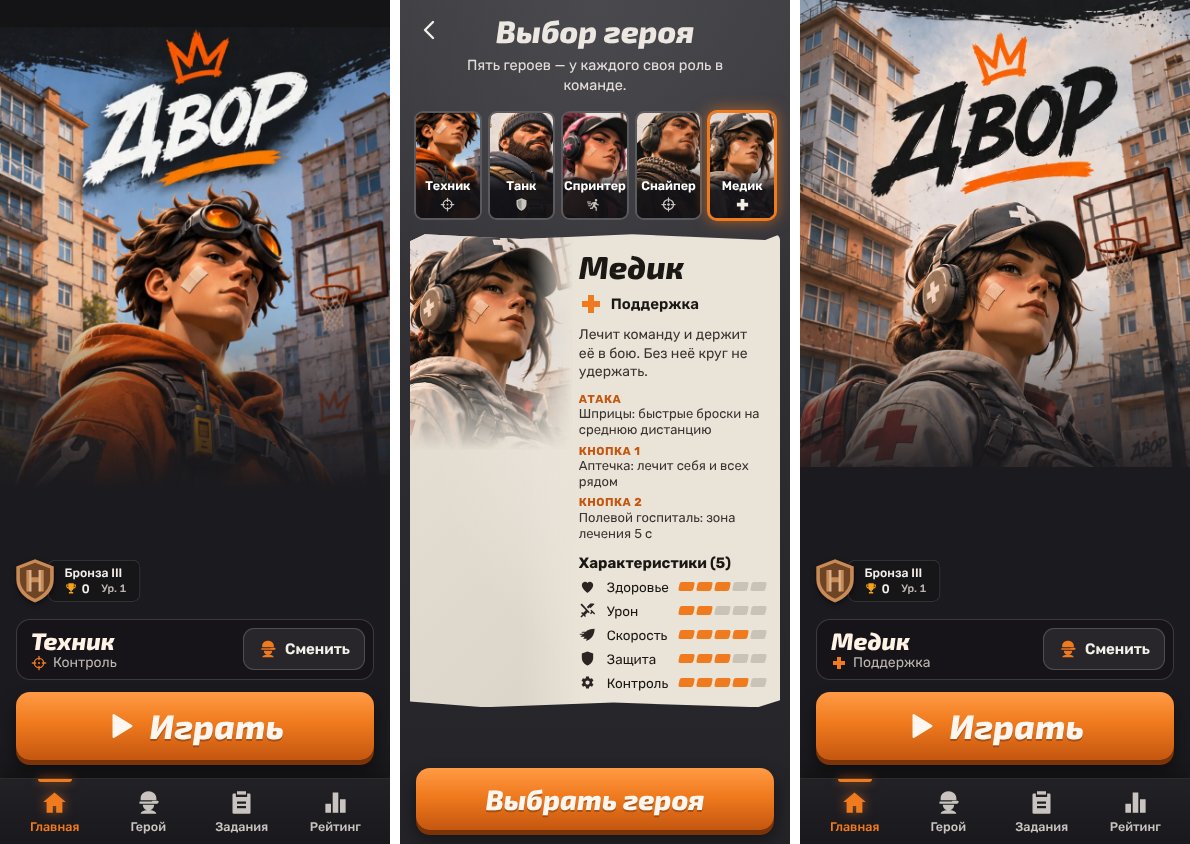 ДВОР
Бронза III
0 Ур. 1
Техник
Контроль
Сменить
Играть
Главная
Герой
Задания
Рейтинг
Выбор героя
Пять героев — у каждого своя роль в
команде.
Техник
Танк
Спринтер
Снайпер
Медик
Медик
Поддержка
Лечит команду и держит
её в бою. Без неё круг не
удержать.
АТАКА
Шприцы: быстрые броски на
среднюю дистанцию
КНОПКА 1
Аптечка: лечит себя и всех
рядом
КНОПКА 2
Полевой госпиталь: зона
лечения 5 с
Характеристики (5)
Здоровье
Урон
Скорость
Защита
Контроль
Выбрать героя
ДВОР
ДВОР
Бронза III
0 Ур. 1
Медик
Поддержка
Сменить
Играть
Главная
Герой
Задания
Рейтинг